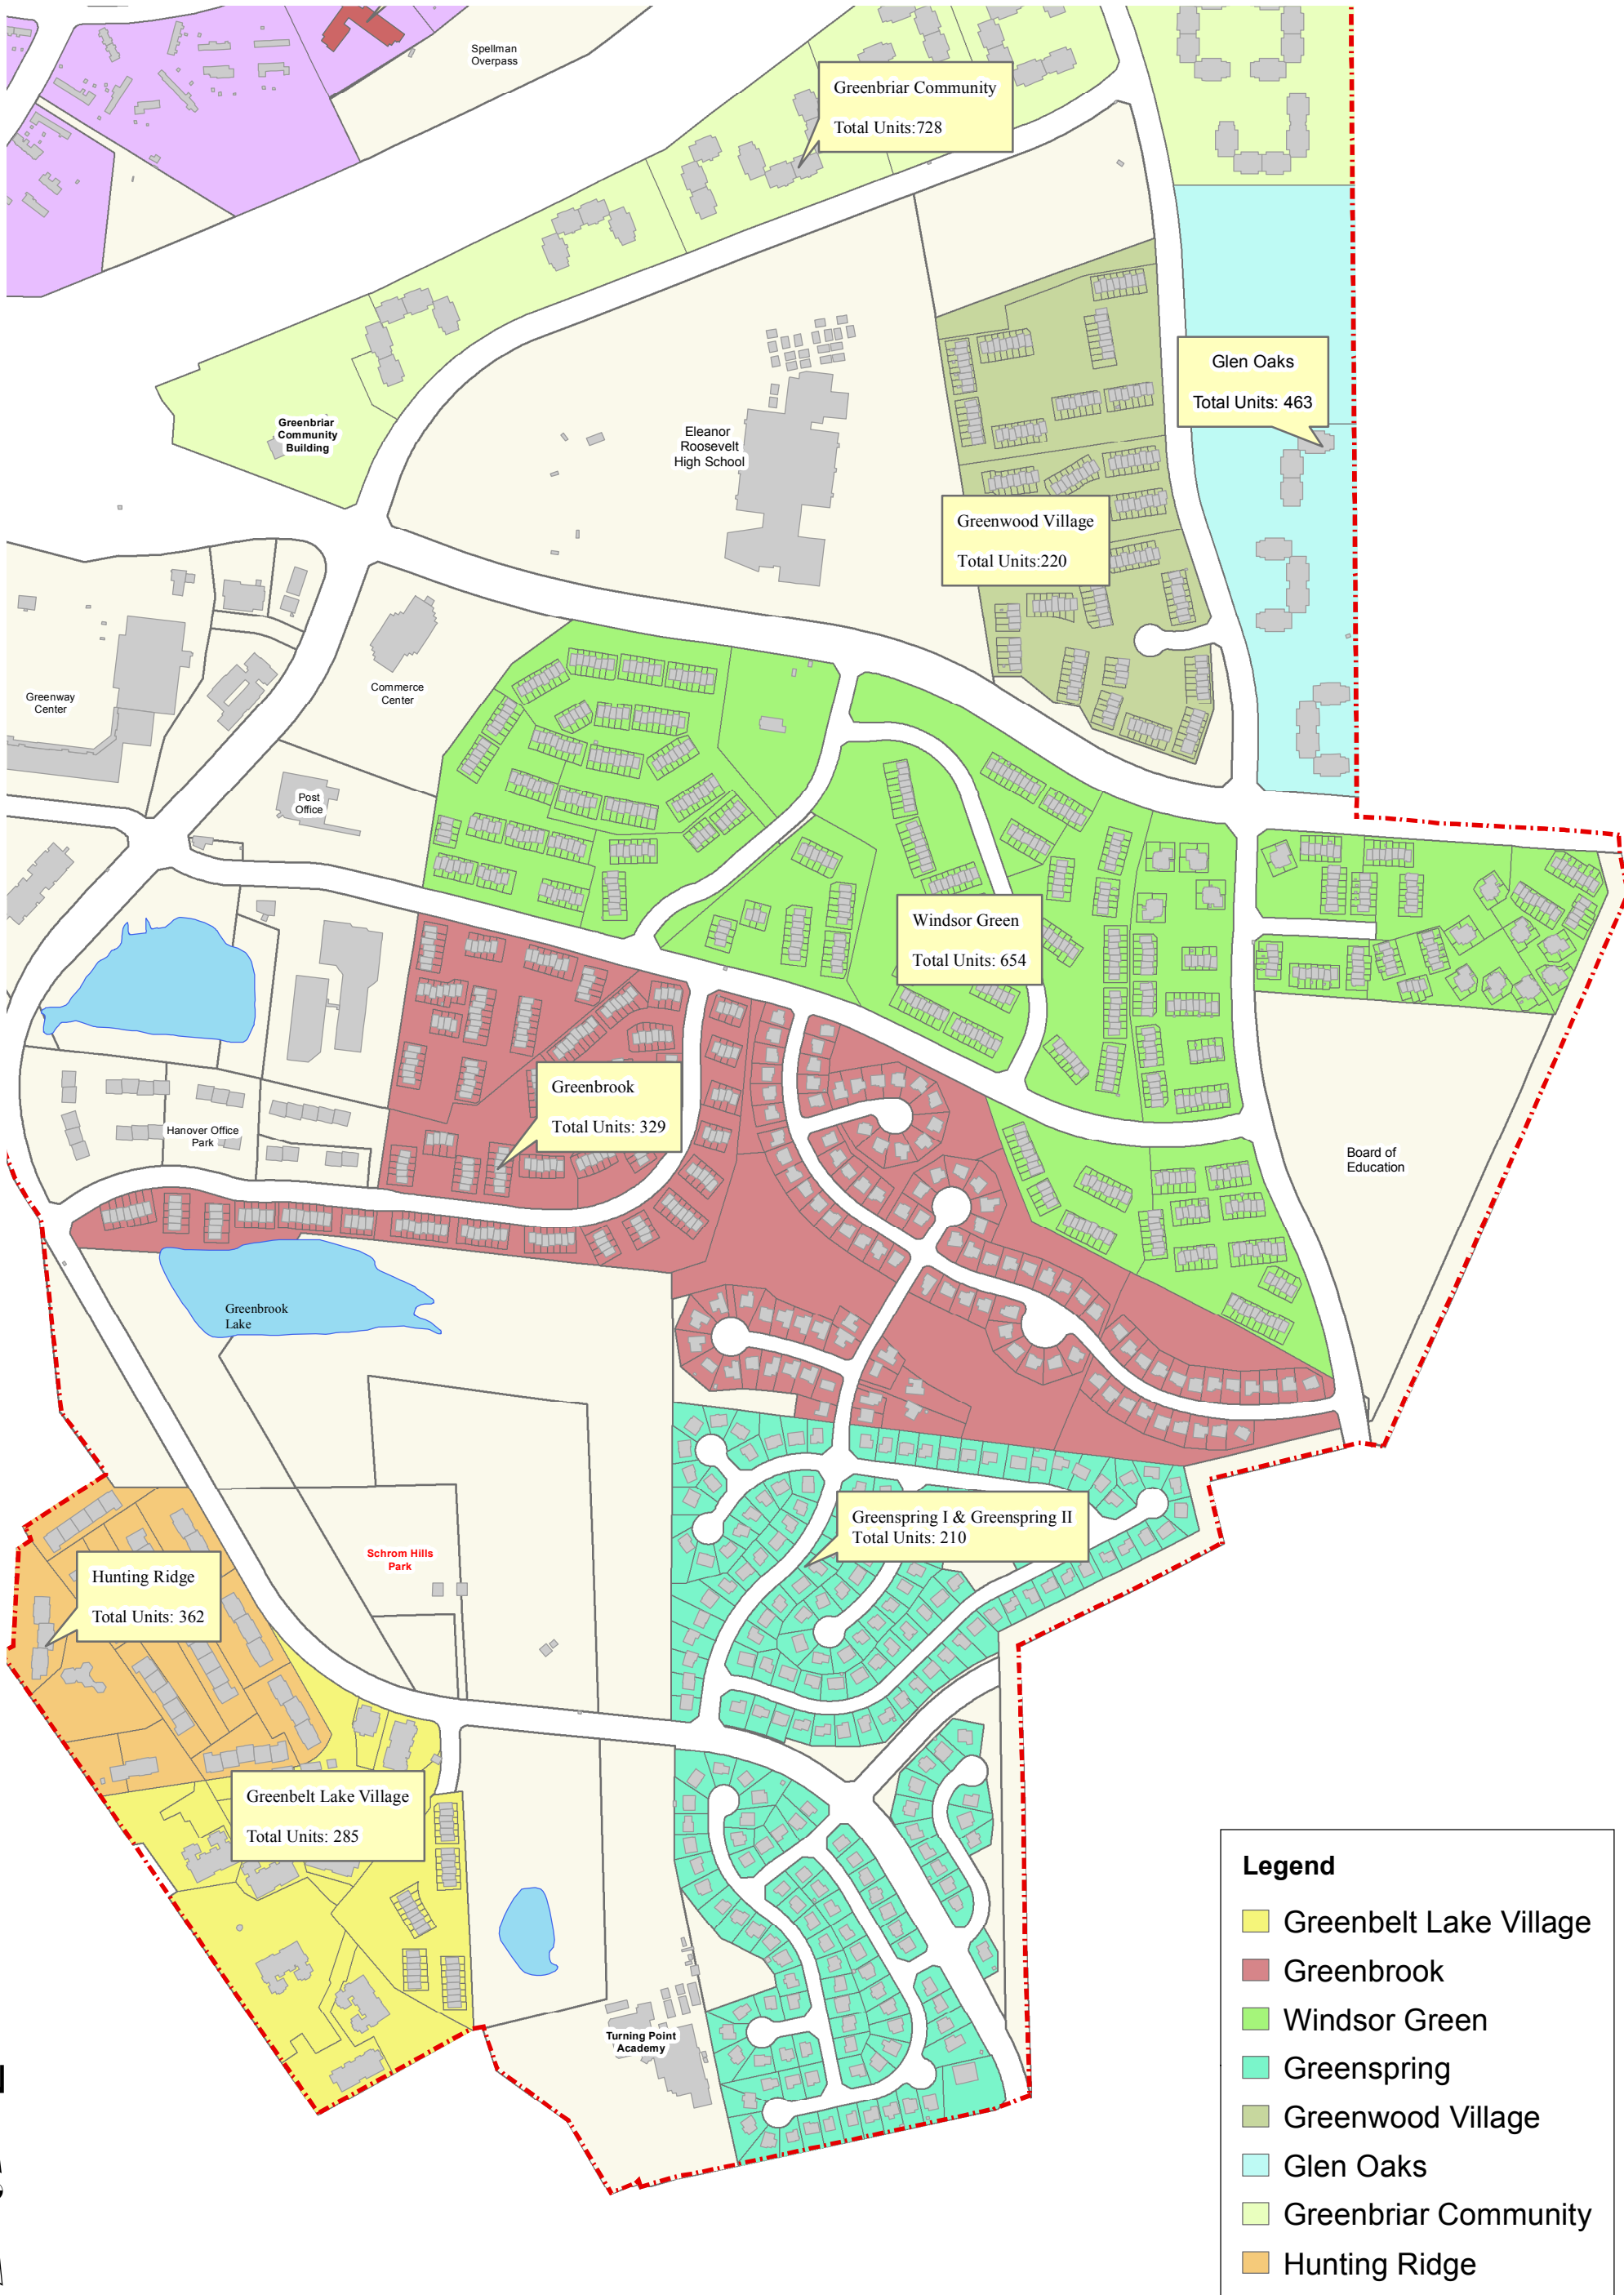 Spellman
Overpass
Greenbriar Community
Total Units:728
Glen Oaks
Total Units: 463
Greenbriar
Community
Building
Eleanor
Roosevelt
High School
Greenwood Village
Total Units:220
Greenway
Center
Commerce
Center
Post
Office
Windsor Green
Total Units: 654
Greenbrook
Total Units: 329
Hanover Office
Park
Board of
Education
Greenbrook
Lake
Greenspring I & Greenspring II
Total Units: 210
Schrom Hills
Park
Hunting Ridge
Total Units: 362
Greenbelt Lake Village
Total Units: 285
Turning Point
Academy
Legend
Greenbelt Lake Village
Greenbrook
Windsor Green
Greenspring
Greenwood Village
Glen Oaks
Greenbriar Community
Hunting Ridge